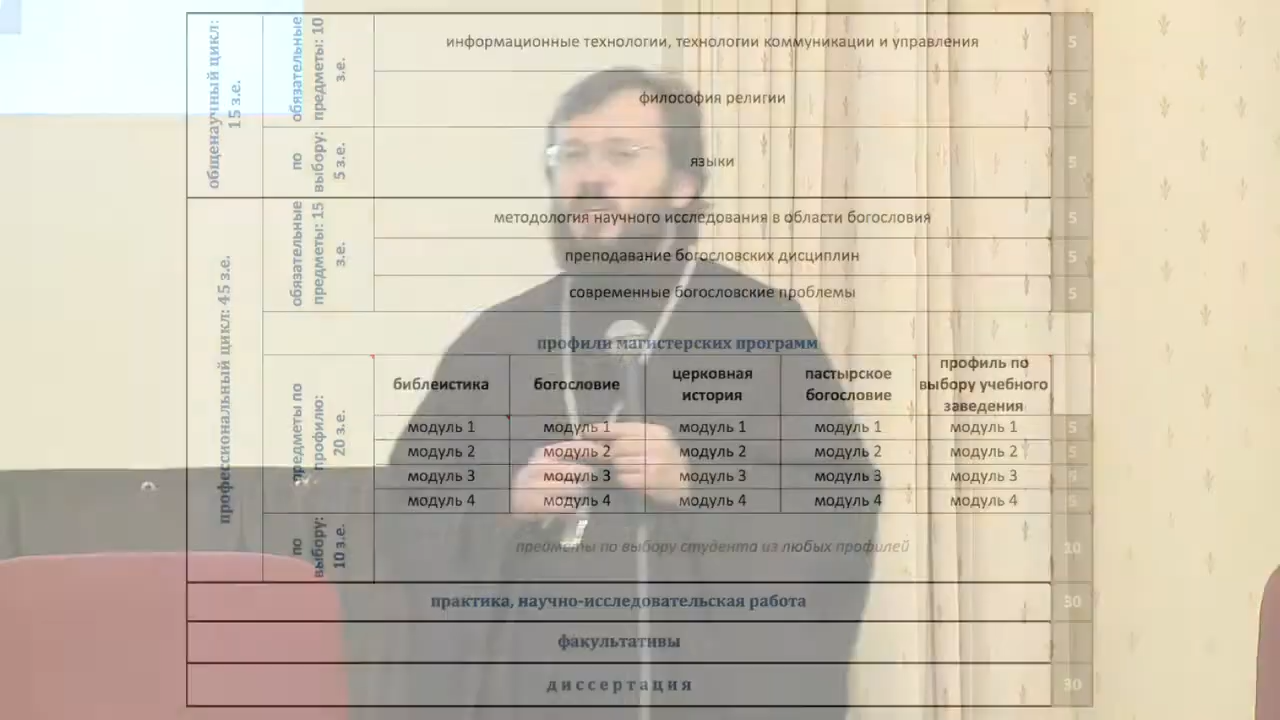 общенаучный цикл:
15 з.е.
обязательные
предметы: 10
з.е.
информационные технологии, технологии коммуникации и управления
5
философия религии
5
по
выбору:
5 з.е.
языки
5
профессиональный цикл: 45 з.е.
обязательные
предметы: 15
з.е.
методология научного исследования в области богословия
5
преподавание богословских дисциплин
5
современные богословские проблемы
5
профили магистерских программ
предметы по
профилю:
20 з.е.
библеистика
богословие
церковная
история
пастырское
богословие
профиль по
выбору учебного
заведения
модуль 1 модуль 1 модуль 1 модуль 1 модуль 1 5
модуль 2 модуль 2 модуль 2 модуль 2 модуль 2 5
модуль 3 модуль 3 модуль 3 модуль 3 модуль 3 5
модуль 4 модуль 4 модуль 4 модуль 4 модуль 4 5
по
выбору:
10 з.е.
предметы по выбору студента из любых профилей
10
практика, научно-исследовательская работа
30
факультативы
диссертация
30